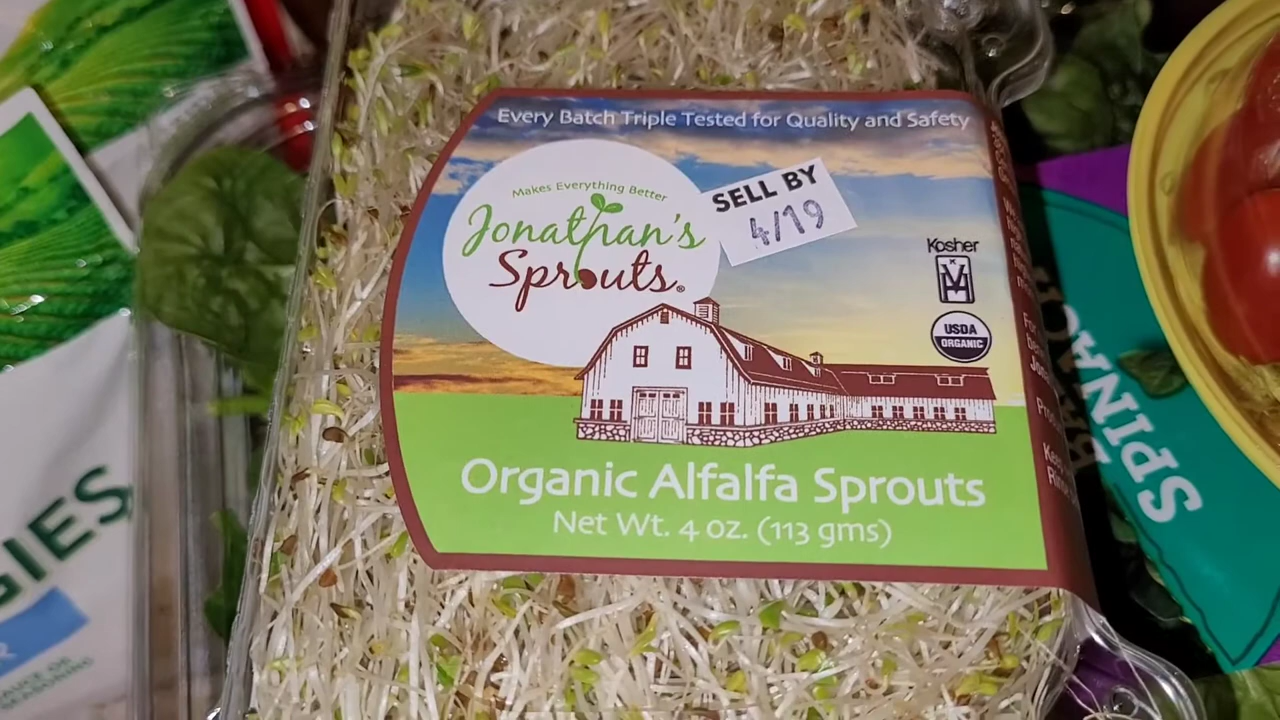 Every Batch Triple Tested for Quality and Safety
Makes Everything Better
Jonathan's
Sprouts®
SELL BY
4/19
Kosher
USDA
ORGANIC
Organic Alfalfa Sprouts
Net Wt. 4 oz. (113 gms)
GIES
SPINACH